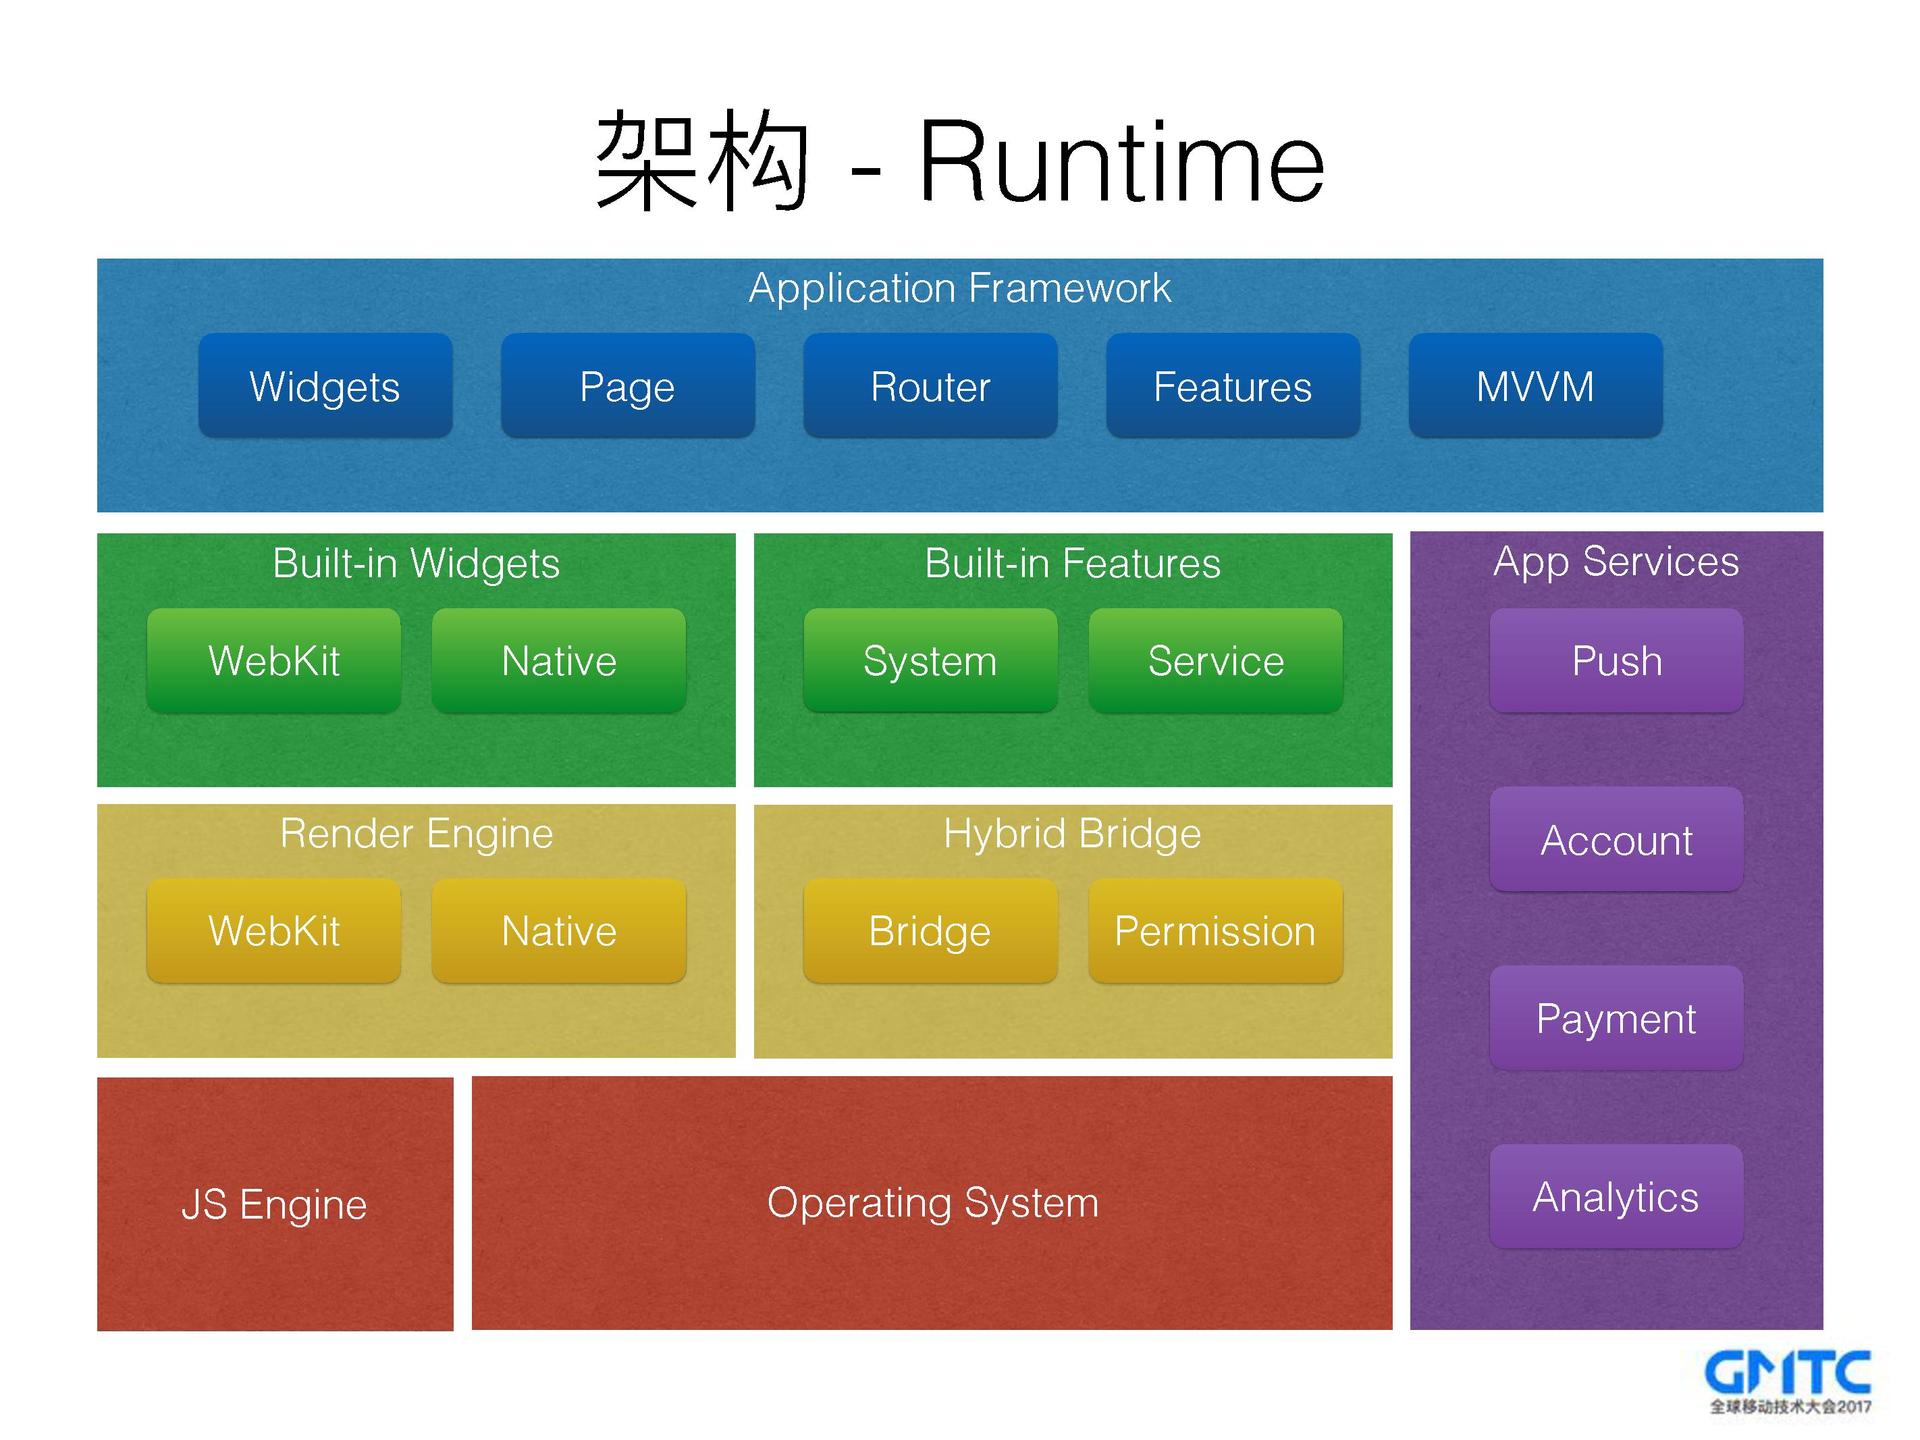 架构 - Runtime
Application Framework
Widgets
Page
Router
Features
MVVM
Built-in Widgets
WebKit
Native
Built-in Features
System
Service
App Services
Push
Account
Payment
Analytics
Render Engine
WebKit
Native
Hybrid Bridge
Bridge
Permission
JS Engine
Operating System
GMTC
全球移动技术大会2017